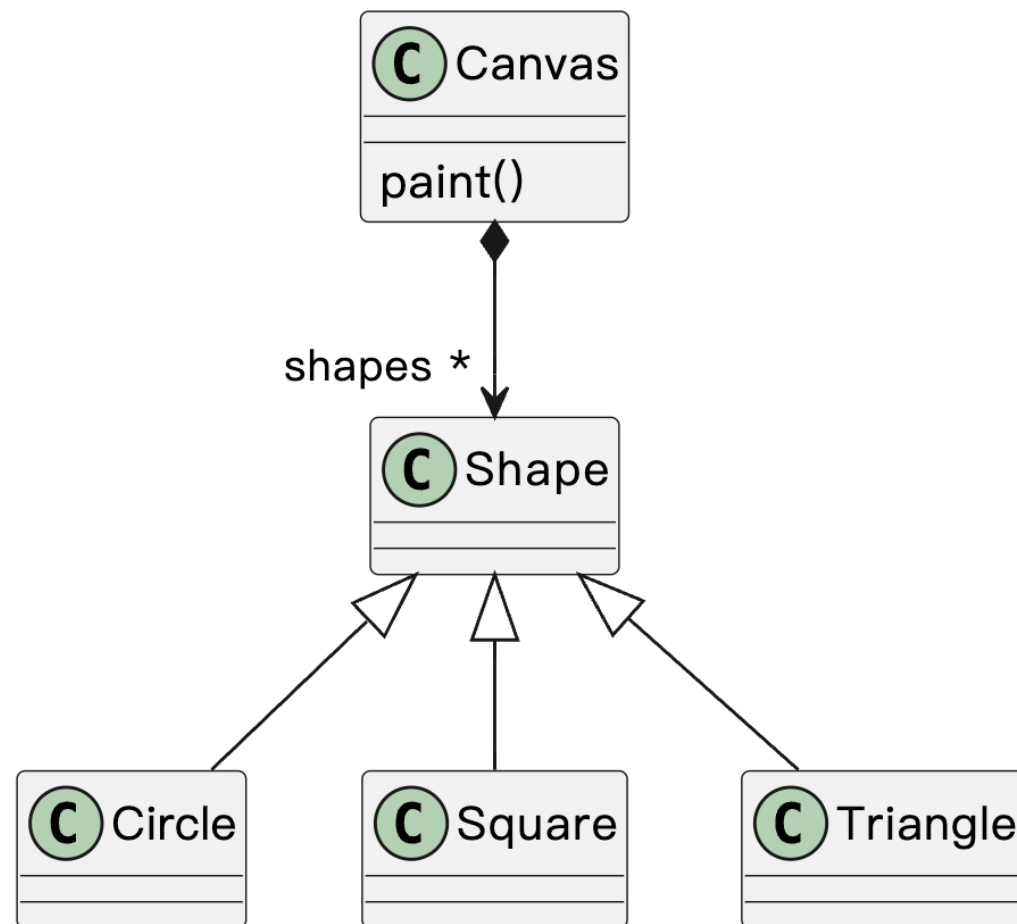 C Canvas
paint()
shapes *
C Shape
C Circle
C Square
C Triangle